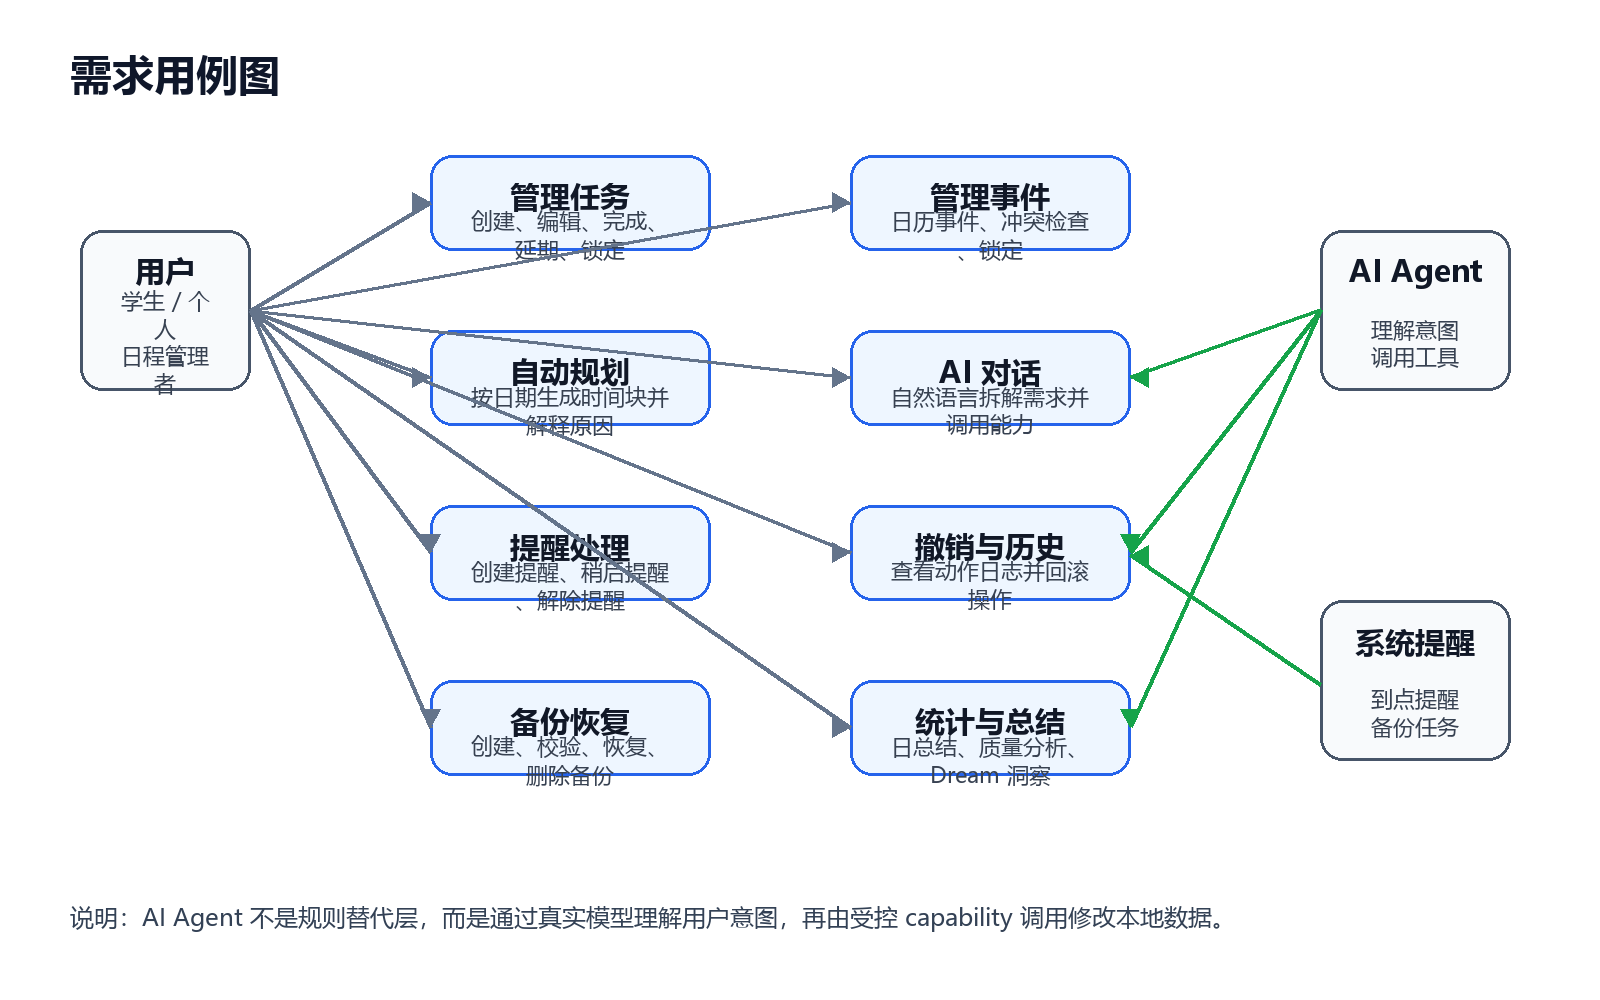 需求用例图
用户
学生 / 个
人
日程管理
者
管理任务
创建、编辑、完成、
延期、锁定
管理事件
日历事件、冲突检查
、锁定
自动规划
按日期生成时间块并
解释原因
AI 对话
自然语言拆解需求并
调用能力
提醒处理
创建提醒、稍后提醒
、解除提醒
撤销与历史
查看动作日志并回滚
操作
备份恢复
创建、校验、恢复、
删除备份
统计与总结
日总结、质量分析、
Dream 洞察
AI Agent
理解意图
调用工具
系统提醒
到点提醒
备份任务
说明：AI Agent 不是规则替代层，而是通过真实模型理解用户意图，再由受控 capability 调用修改本地数据。